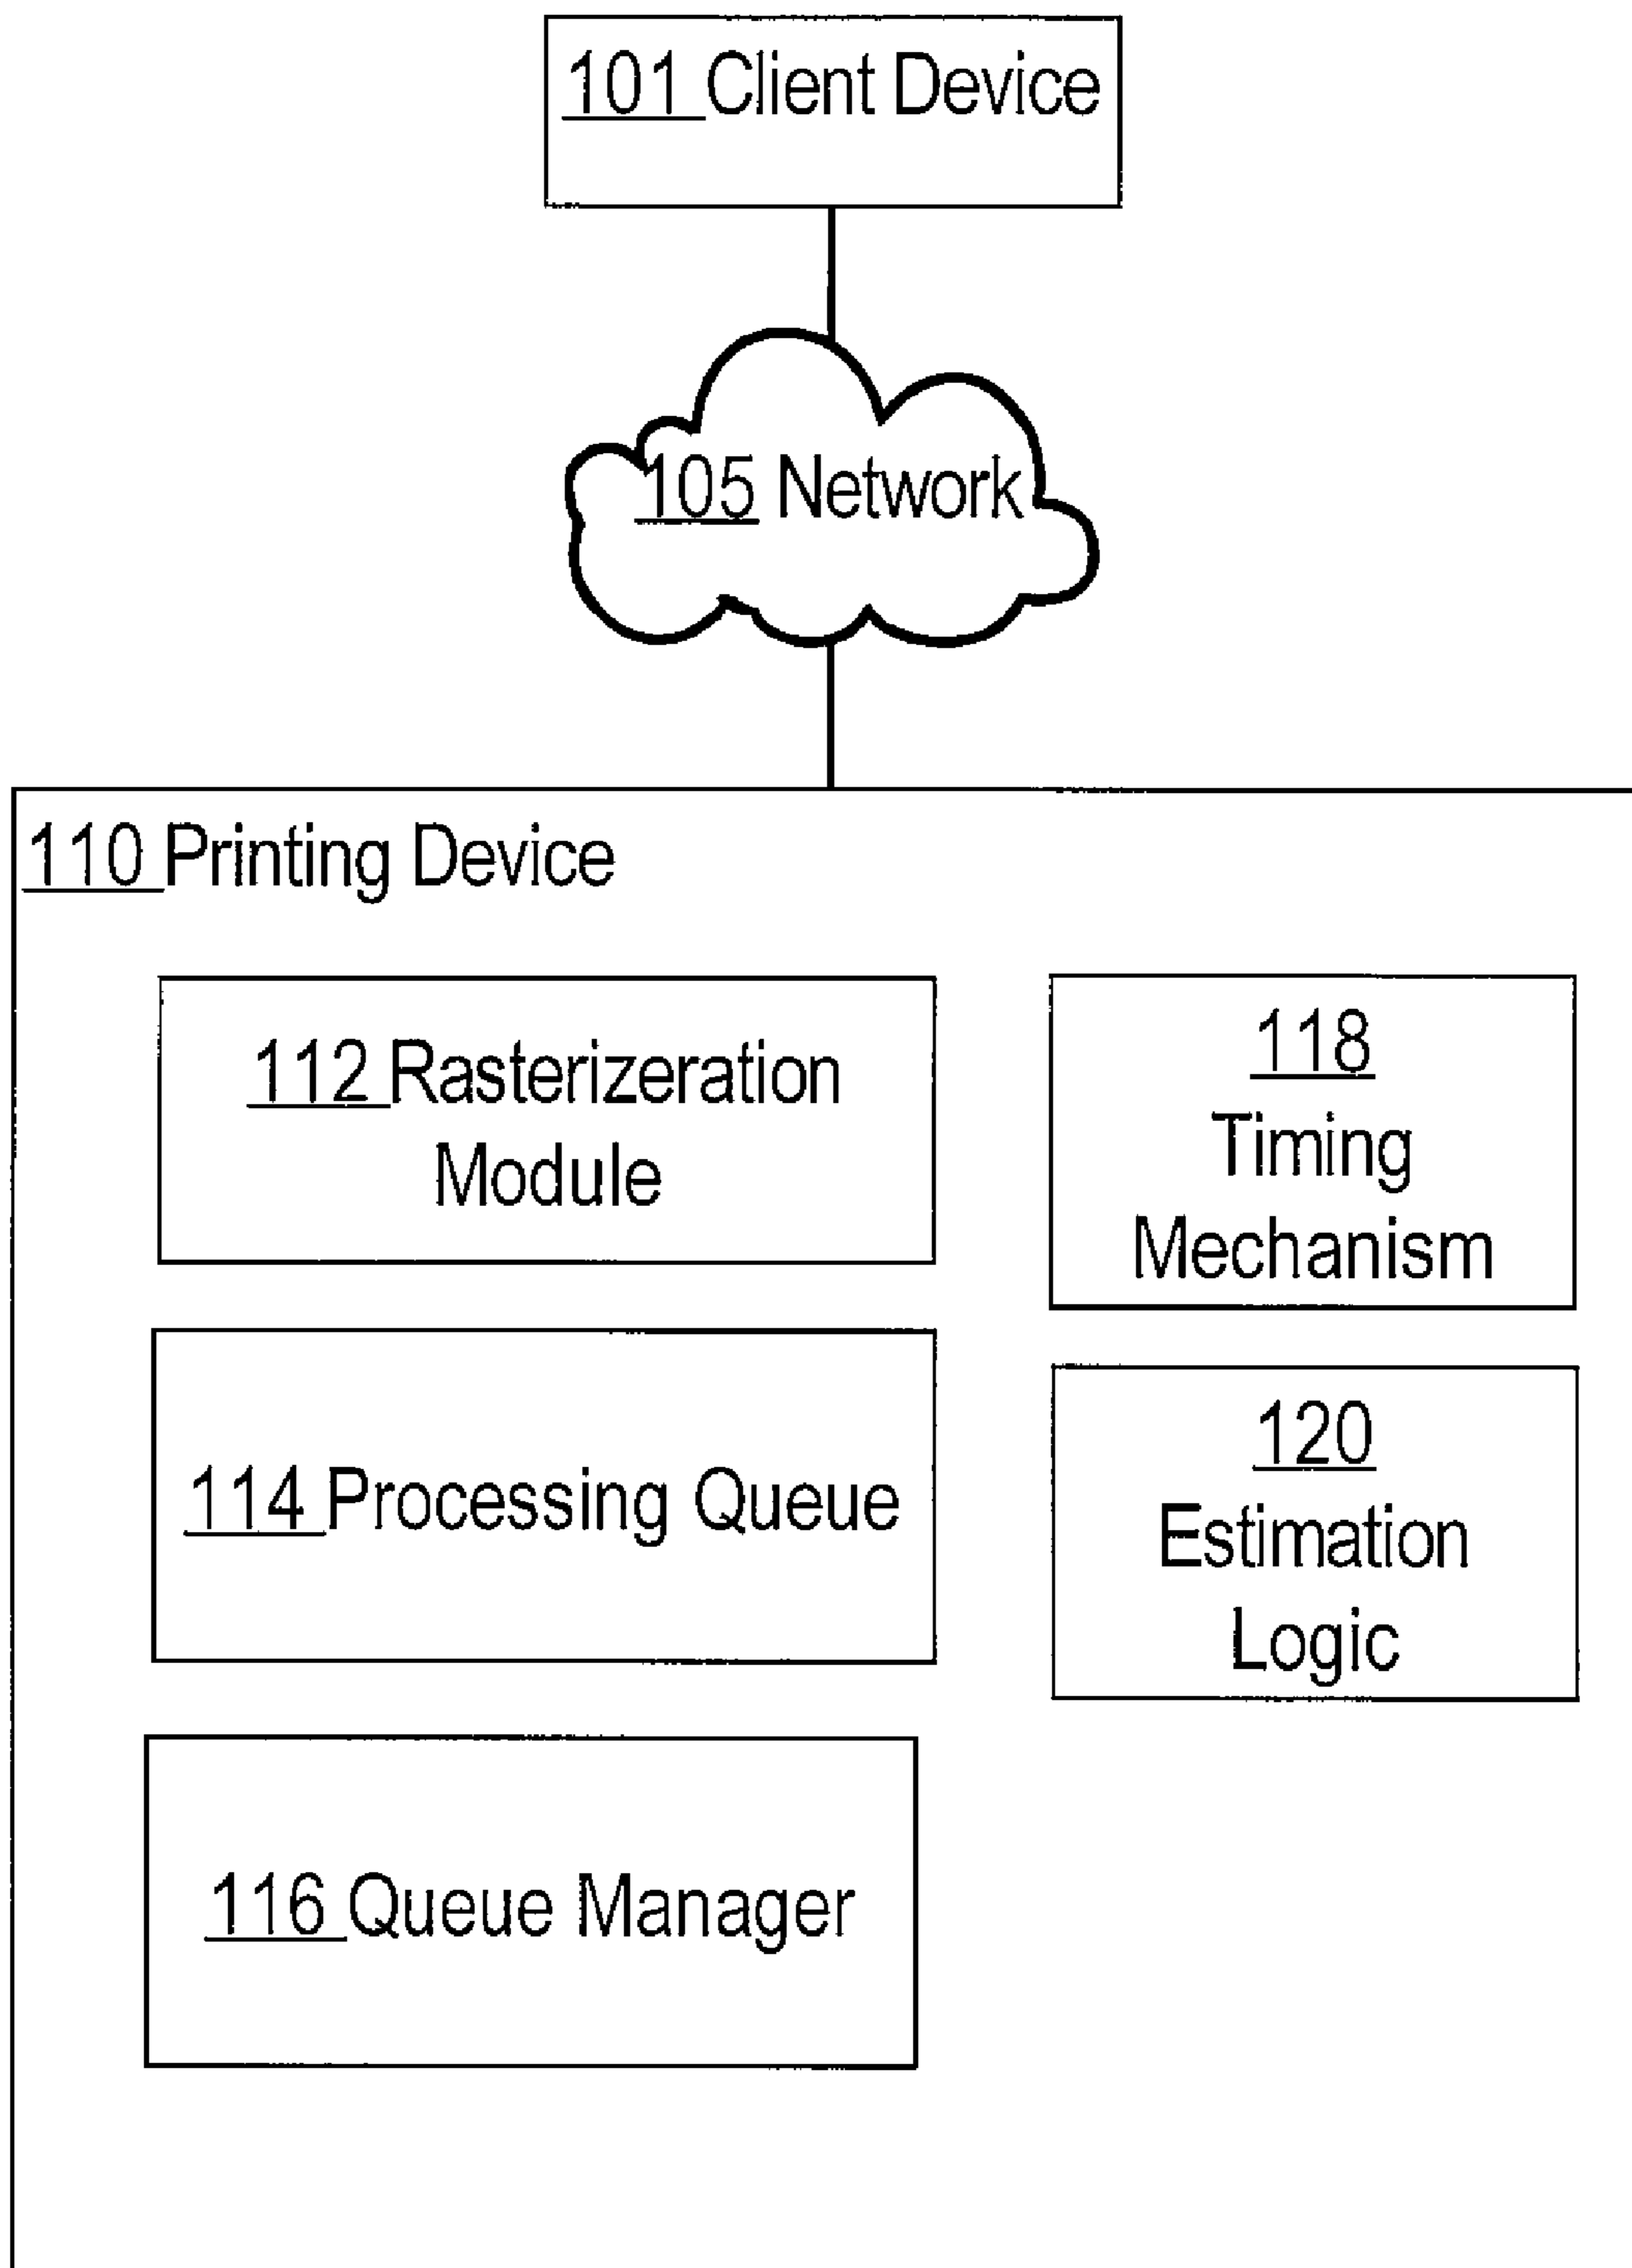 101 Client Device
105 Network
110 Printing Device
112 Rasterizeration
Module
118
Timing
Mechanism
114 Processing Queue
120
Estimation
Logic
116 Queue Manager